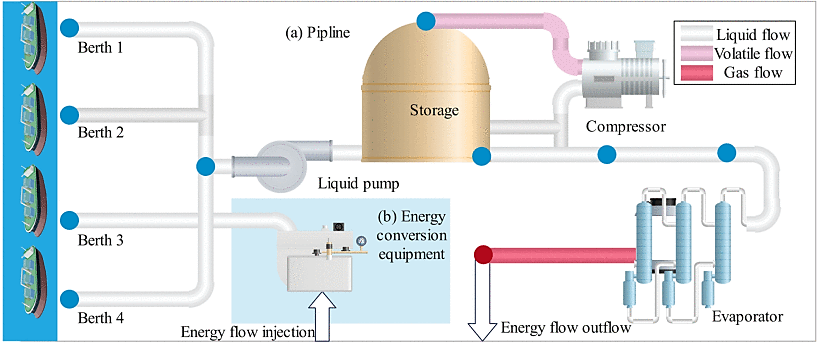 (a) Pipline
Liquid flow
Volatile flow
Gas flow
Berth 1
Storage
Compressor
Berth 2
Liquid pump
(b) Energy
conversion
equipment
Berth 3
Berth 4
Energy flow injection
Energy flow outflow
Evaporator